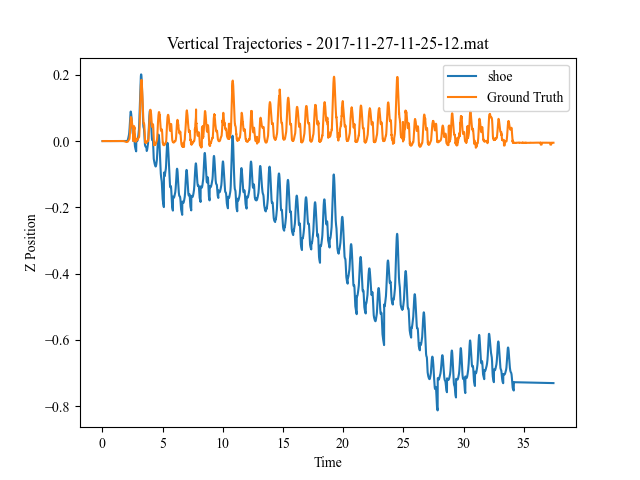 Vertical Trajectories - 2017-11-27-11-25-12.mat
shoe
Ground Truth
Z Position
0.2
0.0
−0.2
−0.4
−0.6
−0.8
0
5
10
15
20
25
30
35
Time